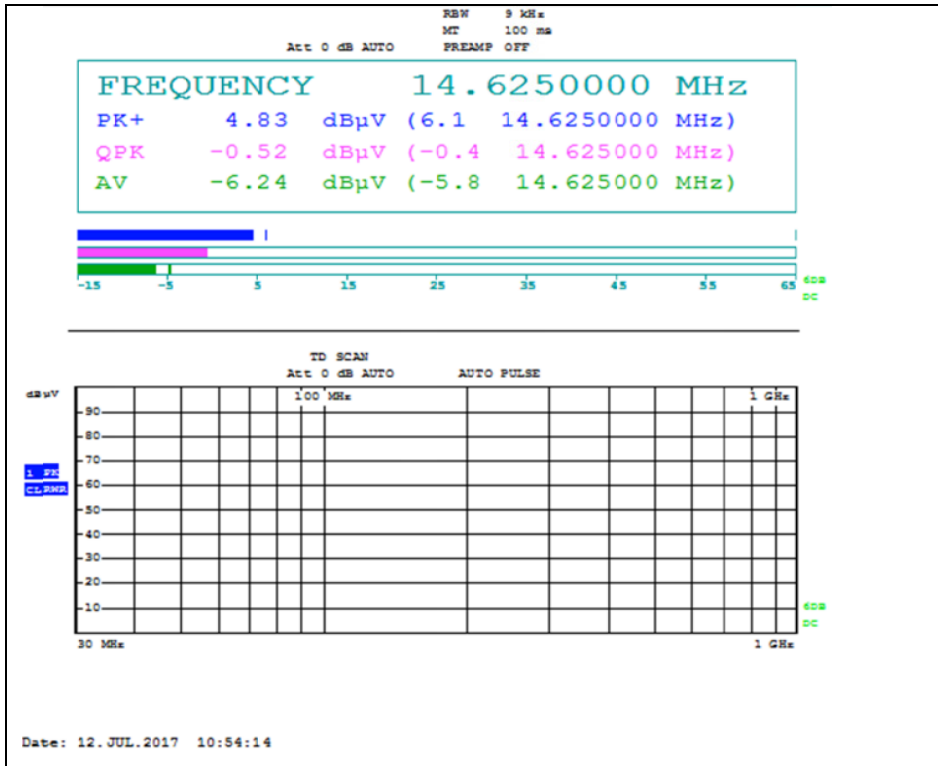 RBW 9 kHz
MT 100 ms
Att 0 dB AUTO PREAMP OFF
FREQUENCY 14.6250000 MHz
PK+ 4.83 dBµV (6.1 14.6250000 MHz)
QPK -0.52 dBµV (-0.4 14.625000 MHz)
AV -6.24 dBµV (-5.8 14.625000 MHz)
-15 -5 5 15 25 35 45 55 65
6DB
DC
TD SCAN
Att 0 dB AUTO AUTO PULSE
dBµV
100 MHz 1 GHz
90
80
70
1 PK
CLRWR
60
50
40
30
20
10
6DB
DC
30 MHz 1 GHz
Date: 12.JUL.2017 10:54:14